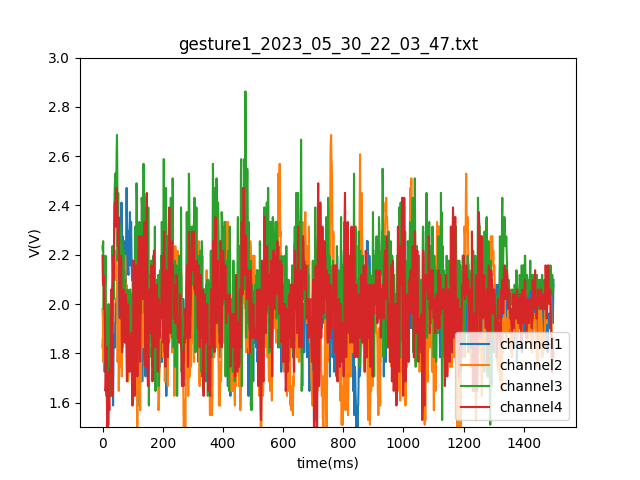 gesture1_2023_05_30_22_03_47.txt
3.0
2.8
2.6
2.4
2.2
2.0
1.8
1.6
V(V)
channel1
channel2
channel3
channel4
0 200 400 600 800 1000 1200 1400
time(ms)